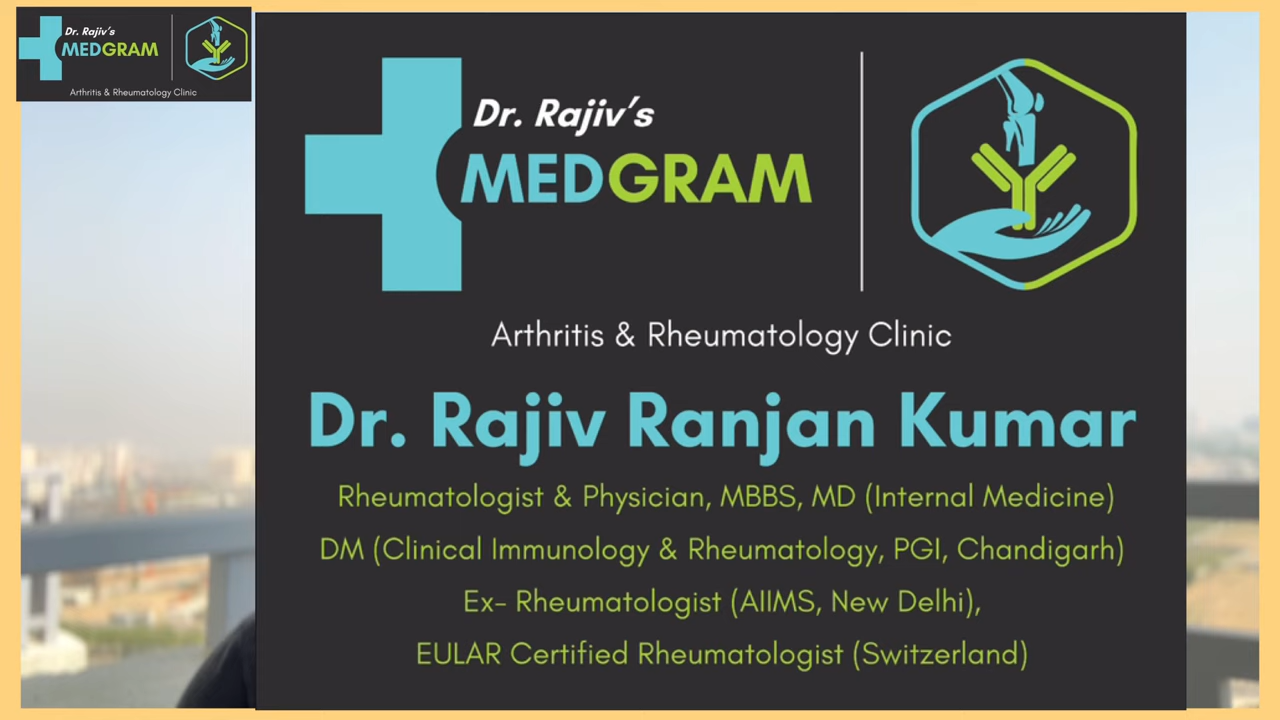 Dr. Rajiv's
MEDGRAM
Arthritis & Rheumatology Clinic
Dr. Rajiv's
MEDGRAM
Arthritis & Rheumatology Clinic
Dr. Rajiv Ranjan Kumar
Rheumatologist & Physician, MBBS, MD (Internal Medicine)
DM (Clinical Immunology & Rheumatology, PGI, Chandigarh)
Ex- Rheumatologist (AIIMS, New Delhi),
EULAR Certified Rheumatologist (Switzerland)